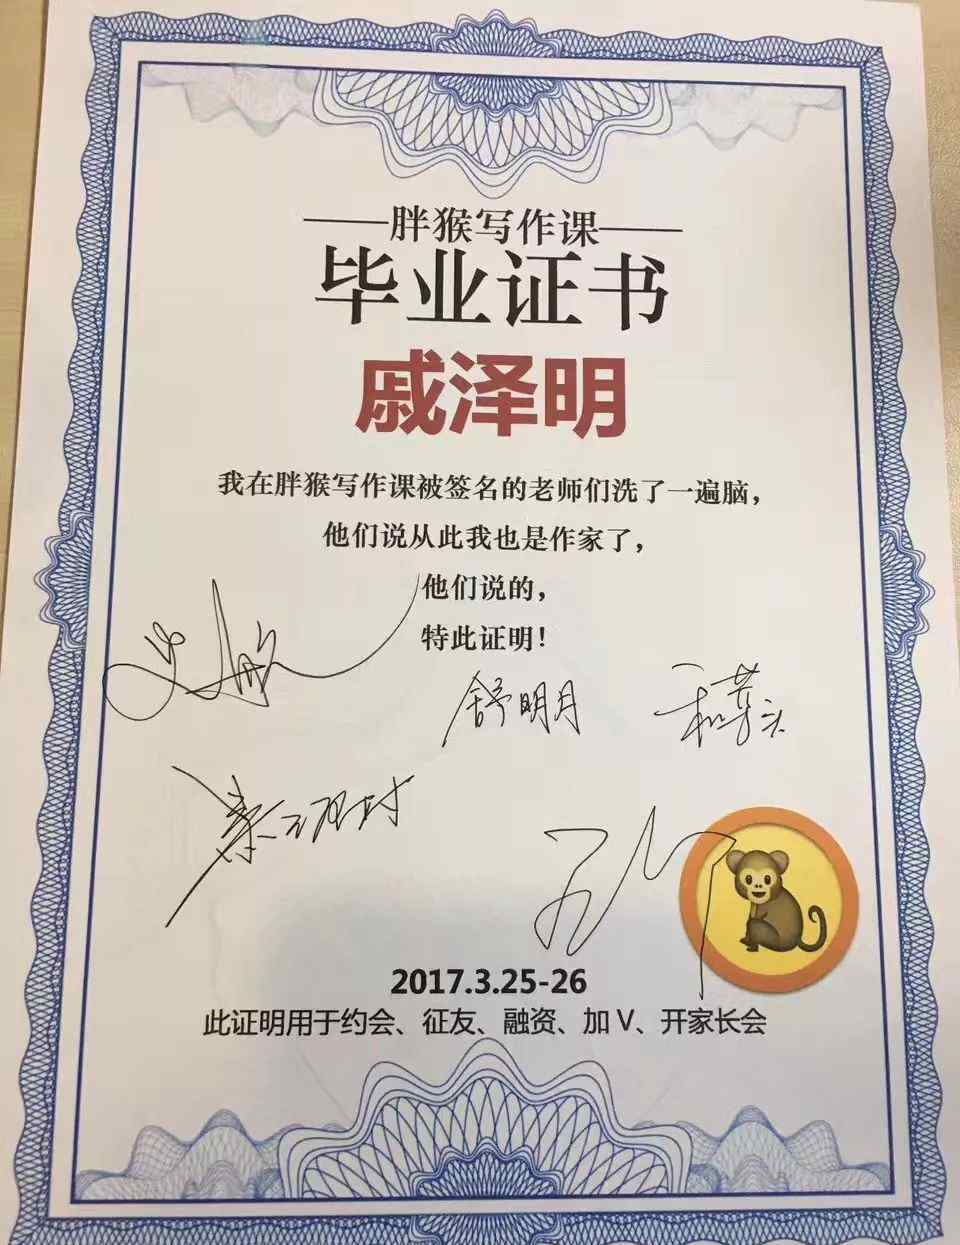 胖猴写作课
毕业证书
戚泽明
我在胖猴写作课被签名的老师们洗了一遍脑，
他们说从此我也是作家了，
他们说的，
特此证明！
舒明月
和菜头
2017.3.25-26
此证明用于约会、征友、融资、加 V、开家长会